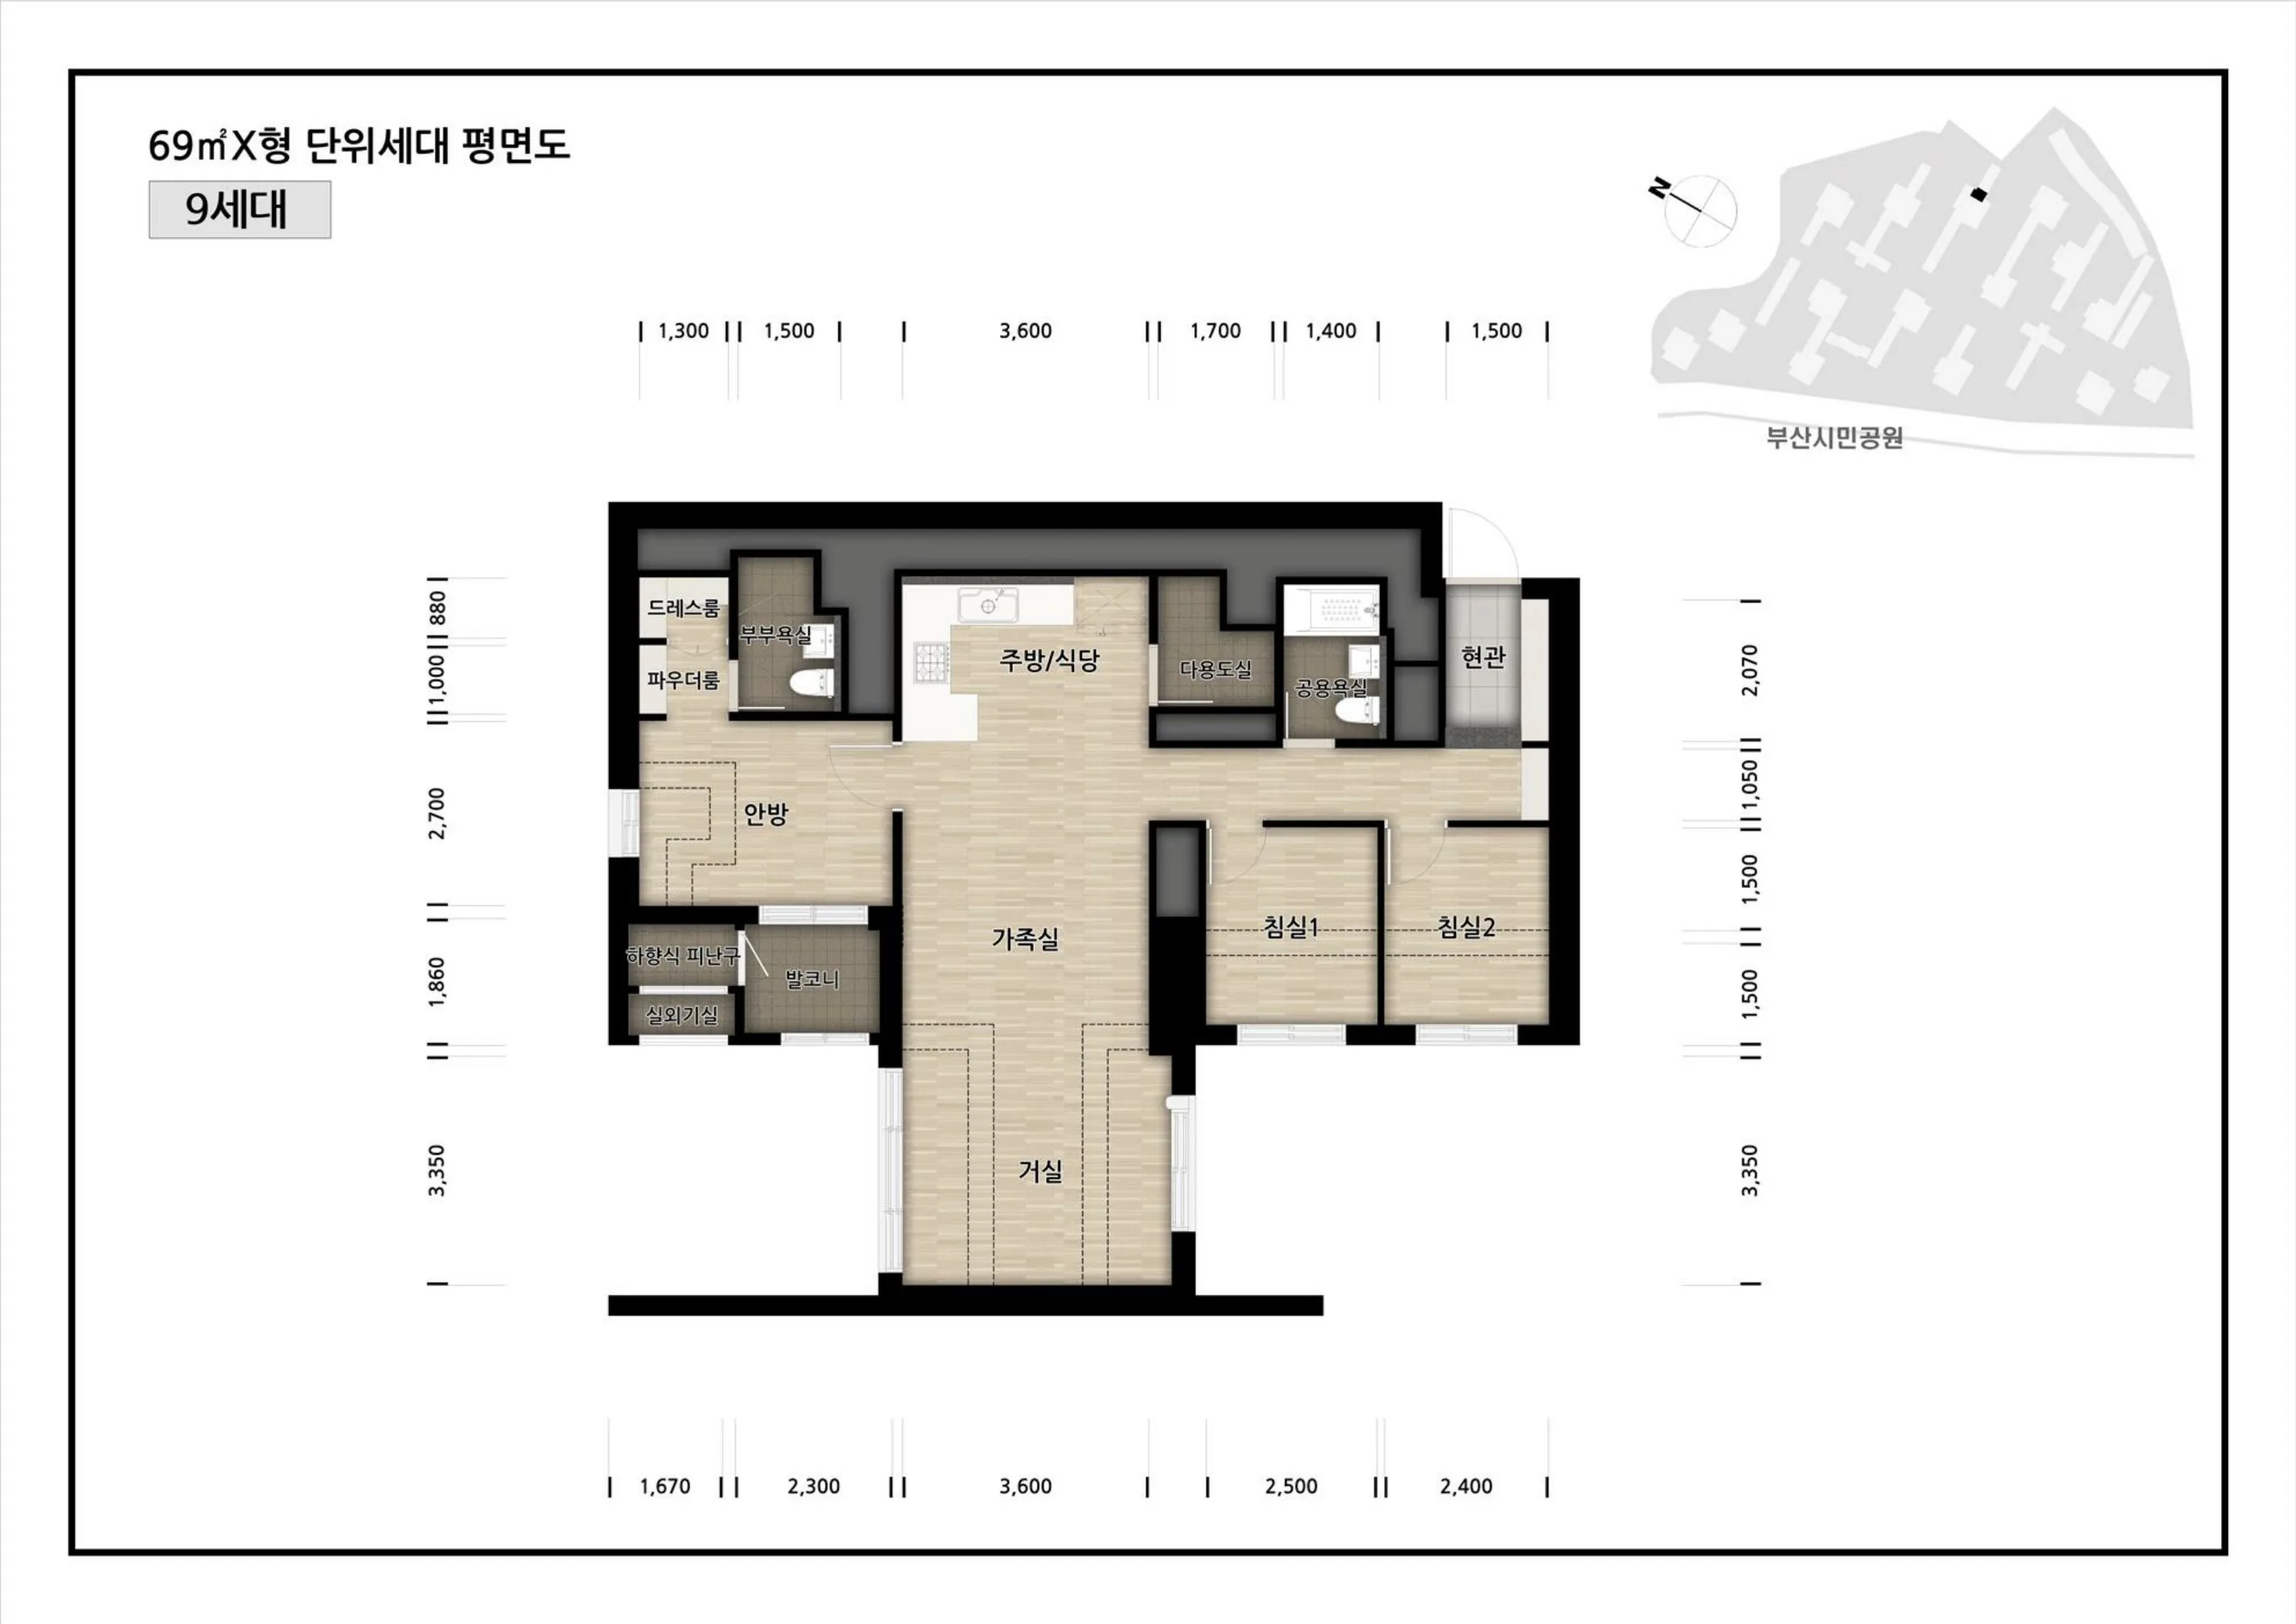 69㎡X형 단위세대 평면도
9세대
N
부산시민공원
1,300 1,500 3,600 1,700 1,400 1,500
880
1,000
2,700
1,860
3,350
드레스룸
부부욕실
파우더룸
주방/식당
다용도실
공용욕실
현관
안방
가족실
침실1
침실2
하향식 피난구
발코니
실외기실
거실
2,070
1,050
1,500
1,500
3,350
1,670 2,300 3,600 2,500 2,400